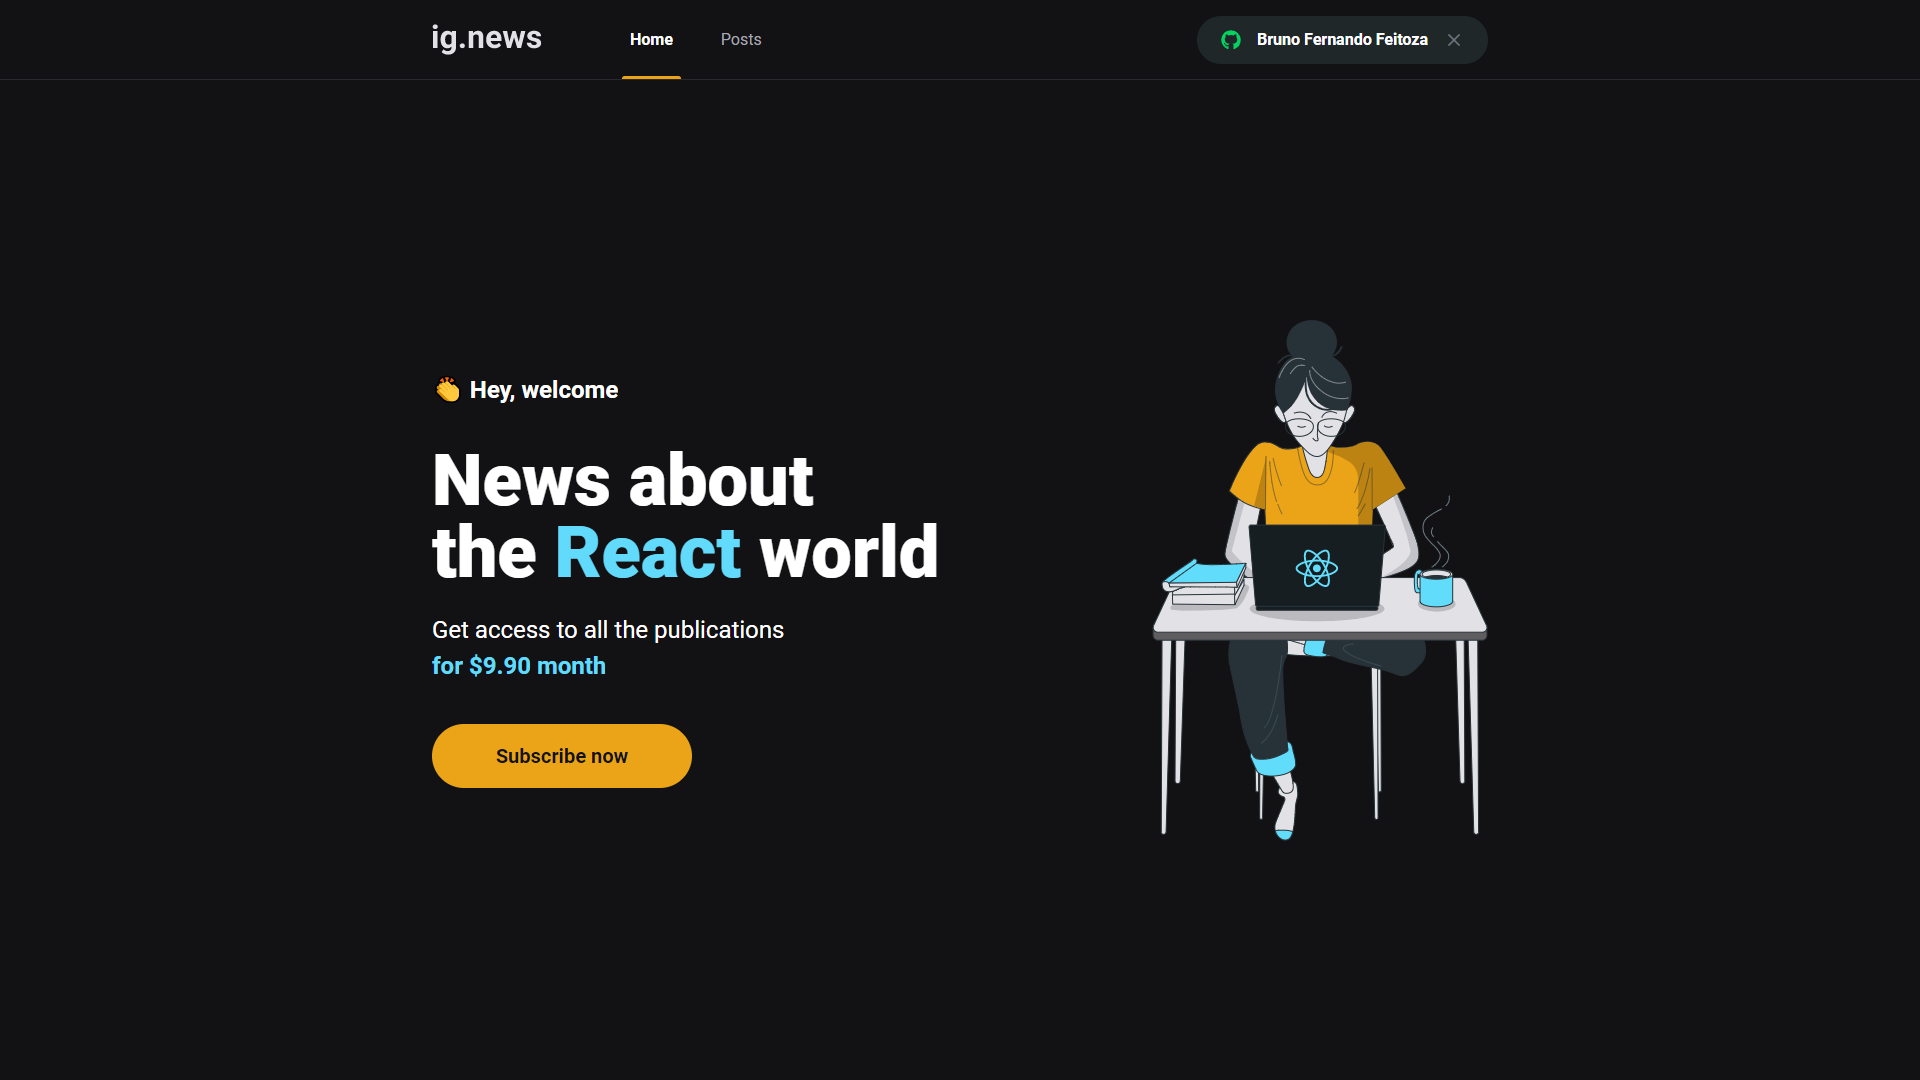 ig.news
Home
Posts
Bruno Fernando Feitoza
👏 Hey, welcome
News about
the React world
Get access to all the publications
for $9.90 month
Subscribe now